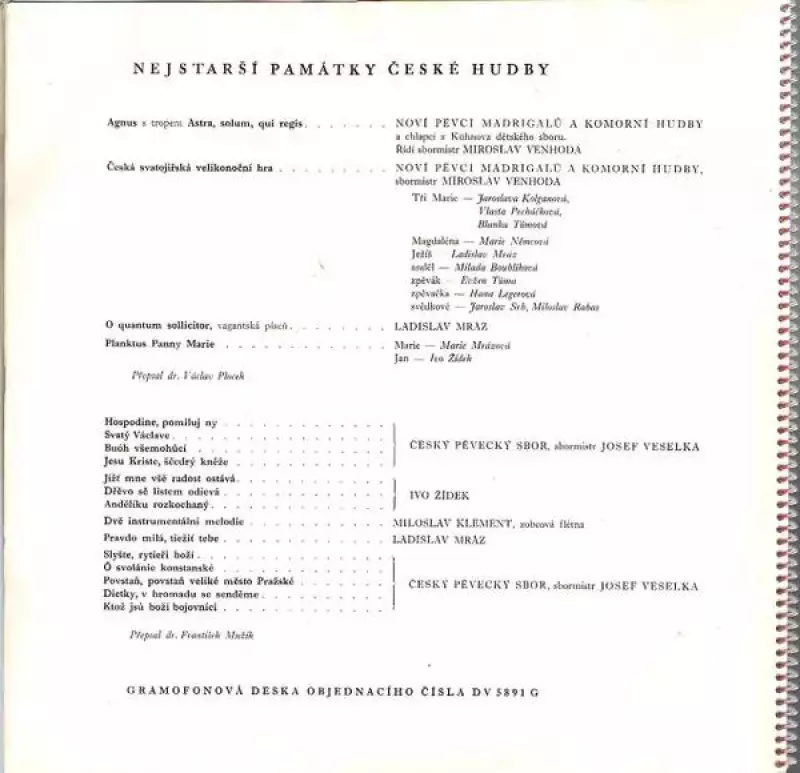 NEJSTARŠÍ PAMÁTKY ČESKÉ HUDBY
Agnus s tropem Astra, solum, qui regis . . . . . . . NOVÍ PĚVCI MADRIGALŮ A KOMORNÍ HUDBY
a chlapci z Kühnova dětského sboru.
Řídí sbormistr MIROSLAV VENHODA
Česká svatojiřská velikonoční hra . . . . . . . . . NOVÍ PĚVCI MADRIGALŮ A KOMORNÍ HUDBY,
sbormistr MIROSLAV VENHODA
Tři Marie — Jaroslava Kolganová,
Vlasta Pecháčková,
Blanka Tůmová
Magdaléna — Marie Němcová
Ježíš — Ladislav Mráz
anděl — Milada Boublíková
zpěvák — Evžen Tůma
zpěvačka — Hana Legerová
svědkové — Jaroslav Srb, Miloslav Rabas
O quantum sollicitor, vagantská píseň . . . . . . . . LADISLAV MRÁZ
Planktus Panny Marie . . . . . . . . . . . . Marie — Marie Mrázová
Jan — Ivo Žídek
Přepsal dr. Václav Plocek
Hospodine, pomiluj ny . . . . . . . . . . . .
Svatý Václave . . . . . . . . . . . . . . .
Buóh všemohúcí . . . . . . . . . . . . . . ČESKÝ PĚVECKÝ SBOR, sbormistr JOSEF VESELKA
Jesu Kriste, ščedrý kněže . . . . . . . . . . .
Jižť mne všě radost ostává . . . . . . . . . . .
Dřěvo sě listem odievá . . . . . . . . . . . . IVO ŽÍDEK
Andělíku rozkochaný . . . . . . . . . . . . .
Dvě instrumentální melodie . . . . . . . . . . MILOSLAV KLEMENT, zobcová flétna
Pravdo milá, tiežiť tebe . . . . . . . . . . . . LADISLAV MRÁZ
Slyšte, rytieři boží . . . . . . . . . . . . .
Ó svolánie konstanské . . . . . . . . . . . .
Povstaň, povstaň veliké město Pražské . . . . . . . ČESKÝ PĚVECKÝ SBOR, sbormistr JOSEF VESELKA
Dietky, v hromadu se senděme . . . . . . . . . .
Ktož jsú boží bojovníci . . . . . . . . . . . .
Přepsal dr. František Mužík
GRAMOFONOVÁ DESKA OBJEDNACÍHO ČÍSLA DV 5891 G